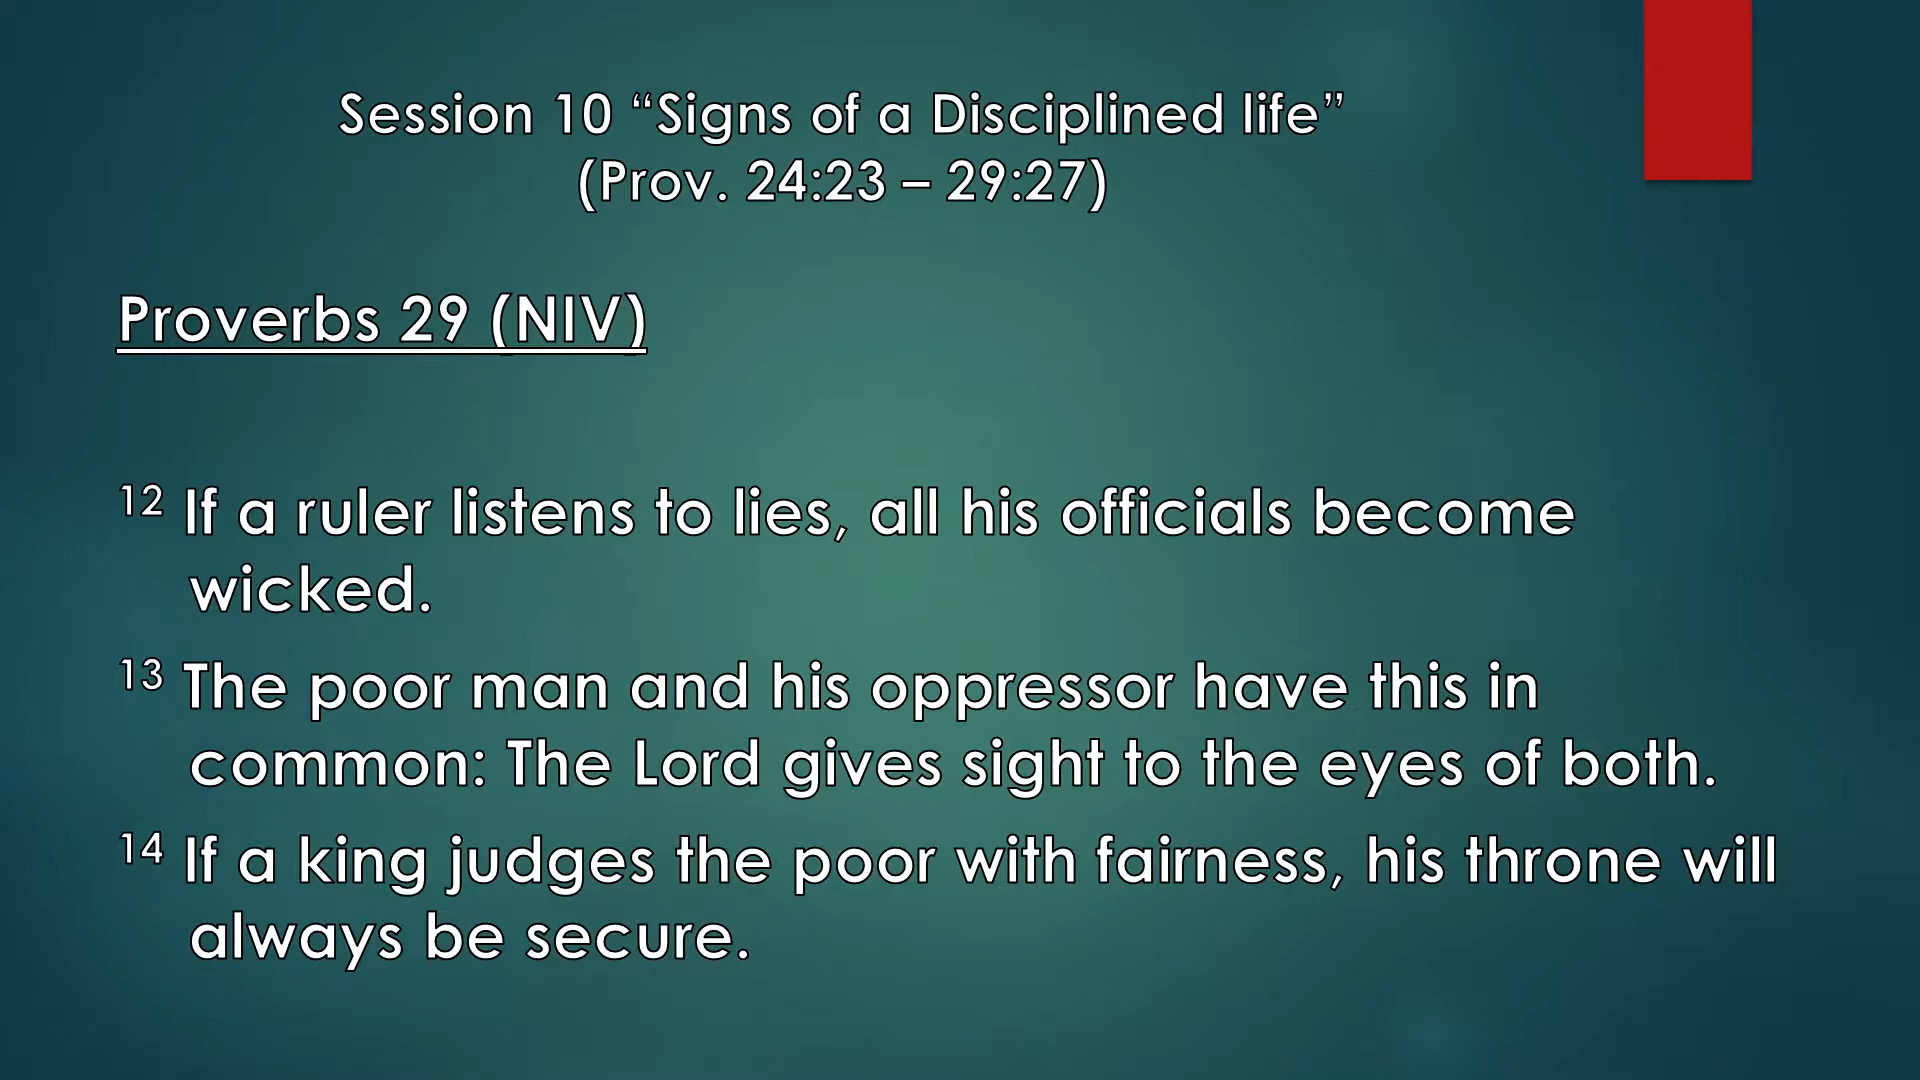 Session 10 “Signs of a Disciplined life”
(Prov. 24:23 – 29:27)
Proverbs 29 (NIV)
12 If a ruler listens to lies, all his officials become
wicked.
13 The poor man and his oppressor have this in
common: The Lord gives sight to the eyes of both.
14 If a king judges the poor with fairness, his throne will
always be secure.